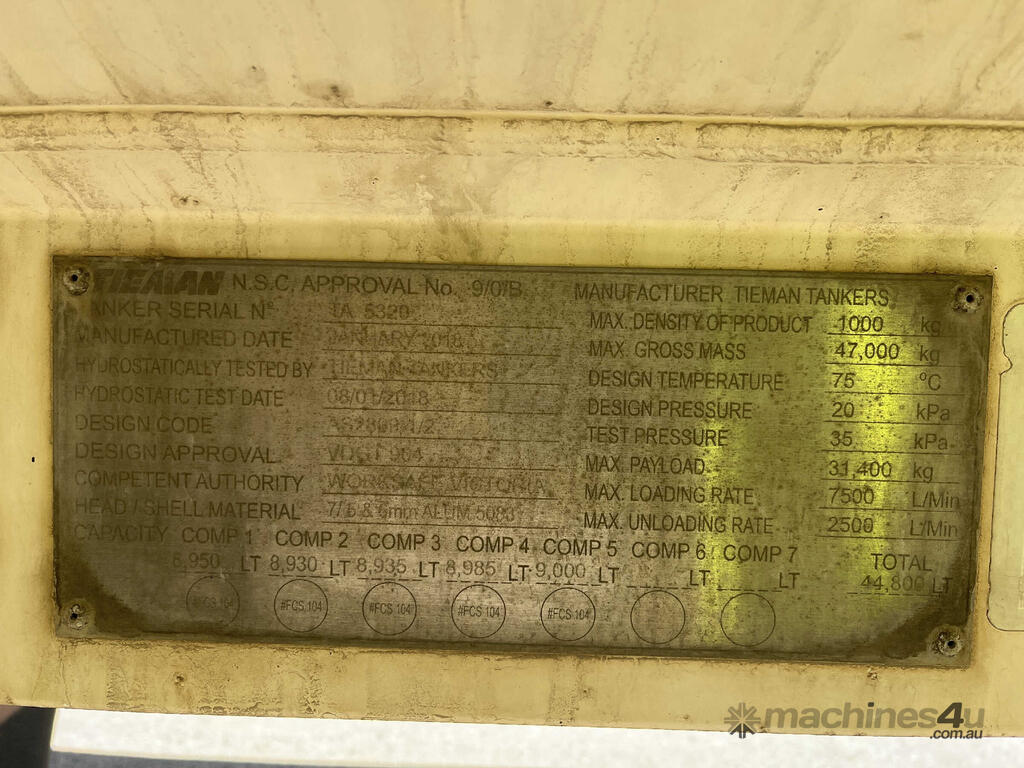 TIEMAN N.S.C. APPROVAL No. 9/0/B
TANKER SERIAL N° TA 5320
MANUFACTURED DATE JANUARY 2018
HYDROSTATICALLY TESTED BY TIEMAN TANKERS
HYDROSTATIC TEST DATE 08/01/2018
DESIGN CODE
DESIGN APPROVAL
COMPETENT AUTHORITY WORKSAFE VICTORIA
HEAD / SHELL MATERIAL 7/ 5 & 6mm ALUM 5083
MANUFACTURER TIEMAN TANKERS
MAX. DENSITY OF PRODUCT 1000
MAX. GROSS MASS 47,000 kg
DESIGN TEMPERATURE 75 °C
DESIGN PRESSURE 20 kPa
TEST PRESSURE 35 kPa
MAX. PAYLOAD 31,400 kg
MAX. LOADING RATE 7500 L/Min
MAX. UNLOADING RATE 2500 L/Min
CAPACITY COMP 1 COMP 2 COMP 3 COMP 4 COMP 5 COMP 6 COMP 7 TOTAL
LT 8,930 LT 8,935 LT 8,985 LT 9,000 LT LT LT 44,800 LT
#FCS 104 #FCS 104 #FCS 104 #FCS 104 #FCS 104
machines4u
.com.au